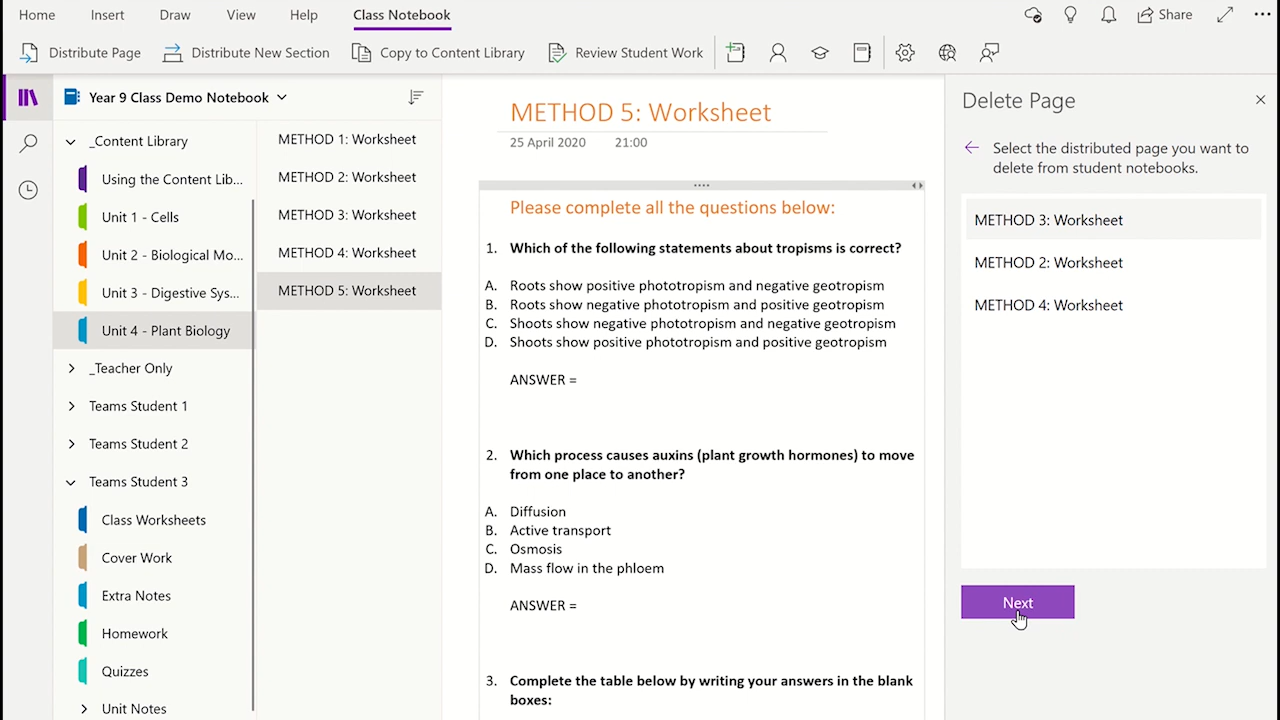 Home Insert Draw View Help Class Notebook Share
Distribute Page Distribute New Section Copy to Content Library Review Student Work
Year 9 Class Demo Notebook
_Content Library
Using the Content Lib...
Unit 1 - Cells
Unit 2 - Biological Mo...
Unit 3 - Digestive Sys...
Unit 4 - Plant Biology
_Teacher Only
Teams Student 1
Teams Student 2
Teams Student 3
Class Worksheets
Cover Work
Extra Notes
Homework
Quizzes
Unit Notes
METHOD 1: Worksheet
METHOD 2: Worksheet
METHOD 3: Worksheet
METHOD 4: Worksheet
METHOD 5: Worksheet
METHOD 5: Worksheet
25 April 2020 21:00
Please complete all the questions below:
1. Which of the following statements about tropisms is correct?
A. Roots show positive phototropism and negative geotropism
B. Roots show negative phototropism and positive geotropism
C. Shoots show negative phototropism and negative geotropism
D. Shoots show positive phototropism and positive geotropism
ANSWER =
2. Which process causes auxins (plant growth hormones) to move
from one place to another?
A. Diffusion
B. Active transport
C. Osmosis
D. Mass flow in the phloem
ANSWER =
3. Complete the table below by writing your answers in the blank
boxes:
Delete Page
Select the distributed page you want to
delete from student notebooks.
METHOD 3: Worksheet
METHOD 2: Worksheet
METHOD 4: Worksheet
Next